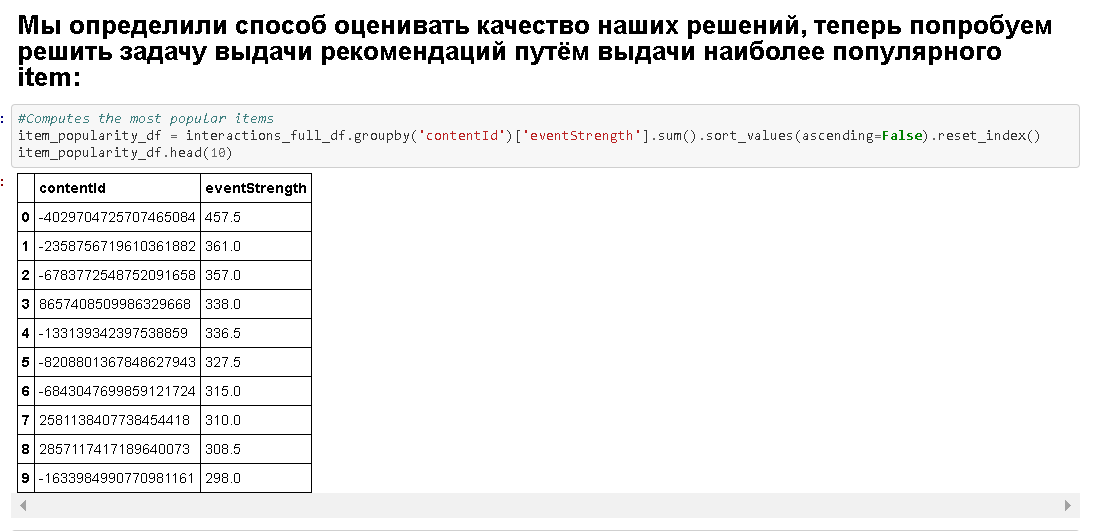 Мы определили способ оценивать качество наших решений, теперь попробуем
решить задачу выдачи рекомендаций путём выдачи наиболее популярного
item:
:
#Computes the most popular items
item_popularity_df = interactions_full_df.groupby('contentId')['eventStrength'].sum().sort_values(ascending=False).reset_index()
item_popularity_df.head(10)
:
contentId eventStrength
0 -4029704725707465084 457.5
1 -2358756719610361882 361.0
2 -6783772548752091658 357.0
3 8657408509986329668 338.0
4 -133139342397538859 336.5
5 -8208801367848627943 327.5
6 -6843047699859121724 315.0
7 2581138407738454418 310.0
8 2857117417189640073 308.5
9 -1633984990770981161 298.0